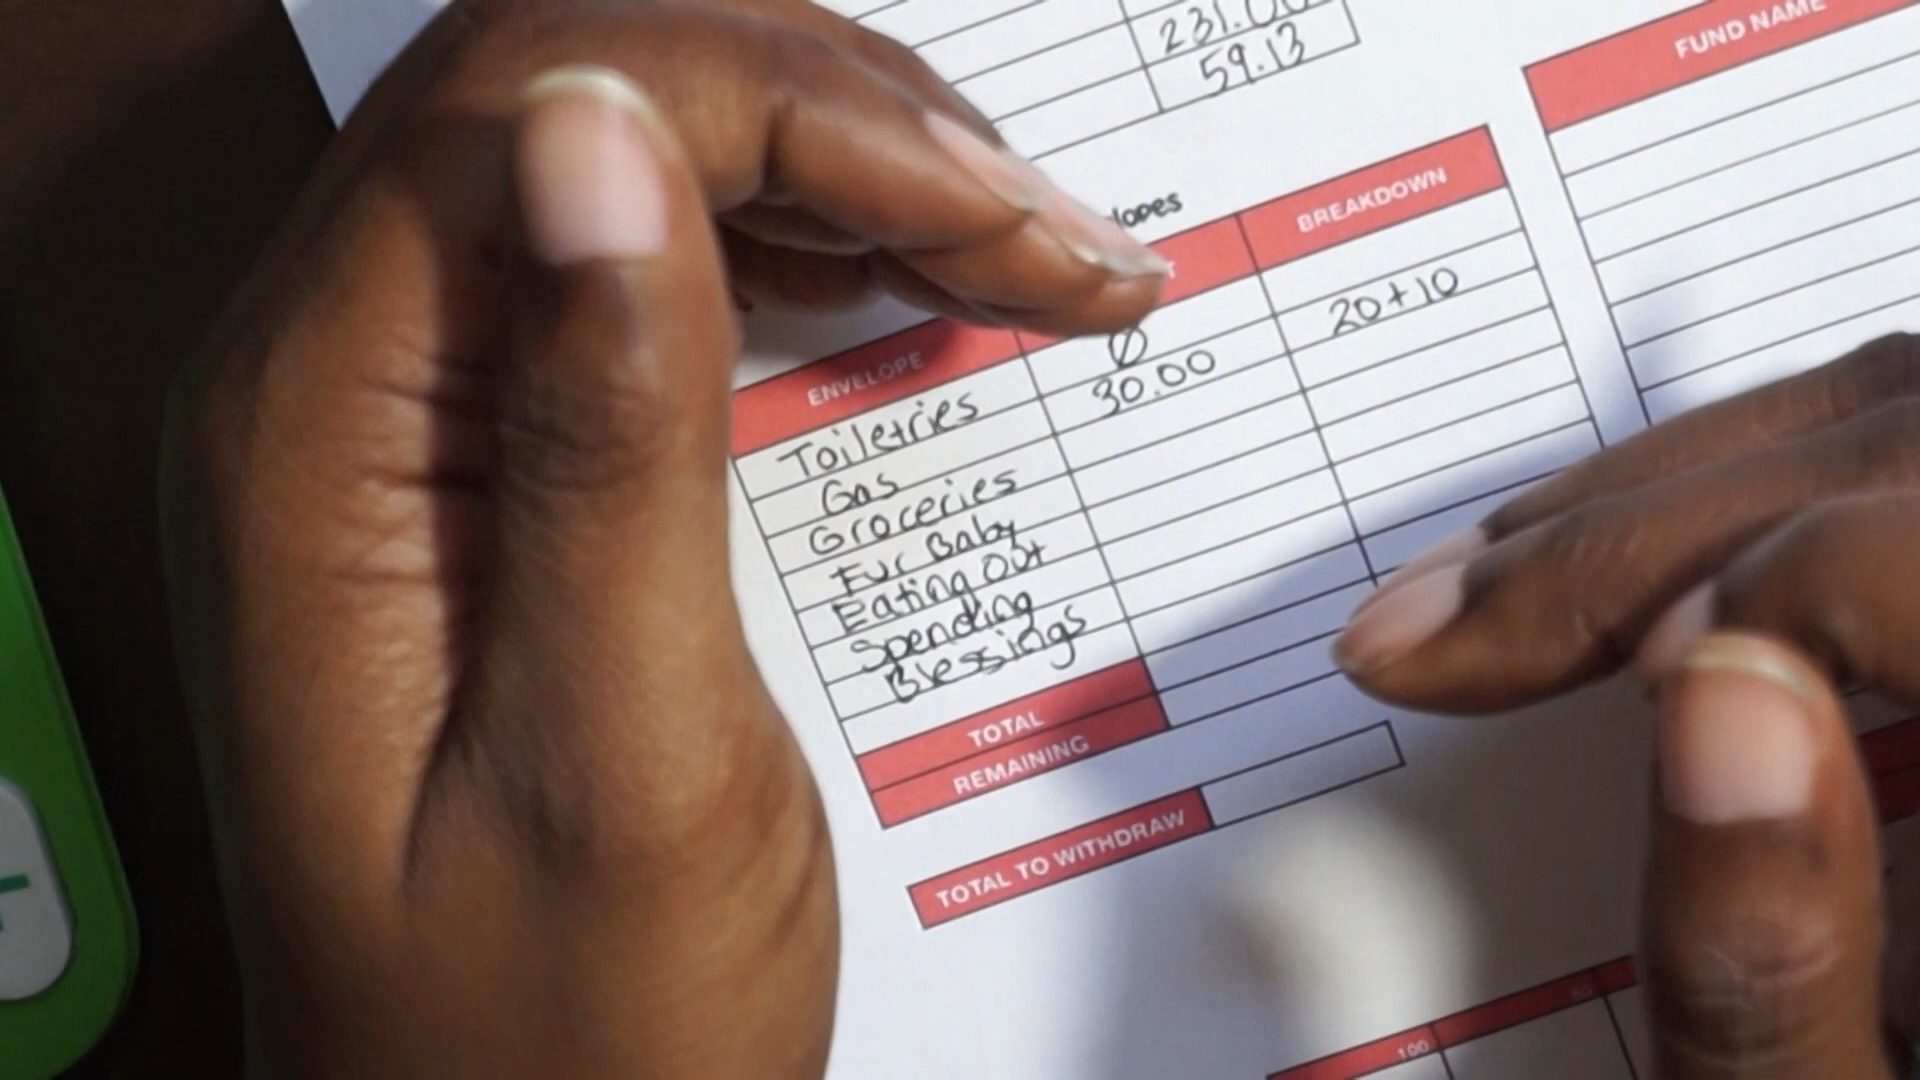 231.00
59.13
FUND NAME
lopes
ENVELOPE T BREAKDOWN
Toiletries Ø
Gas 30.00 20+10
Groceries
Fur Baby
Eating Out
Spending
Blessings
TOTAL
REMAINING
TOTAL TO WITHDRAW
100 50